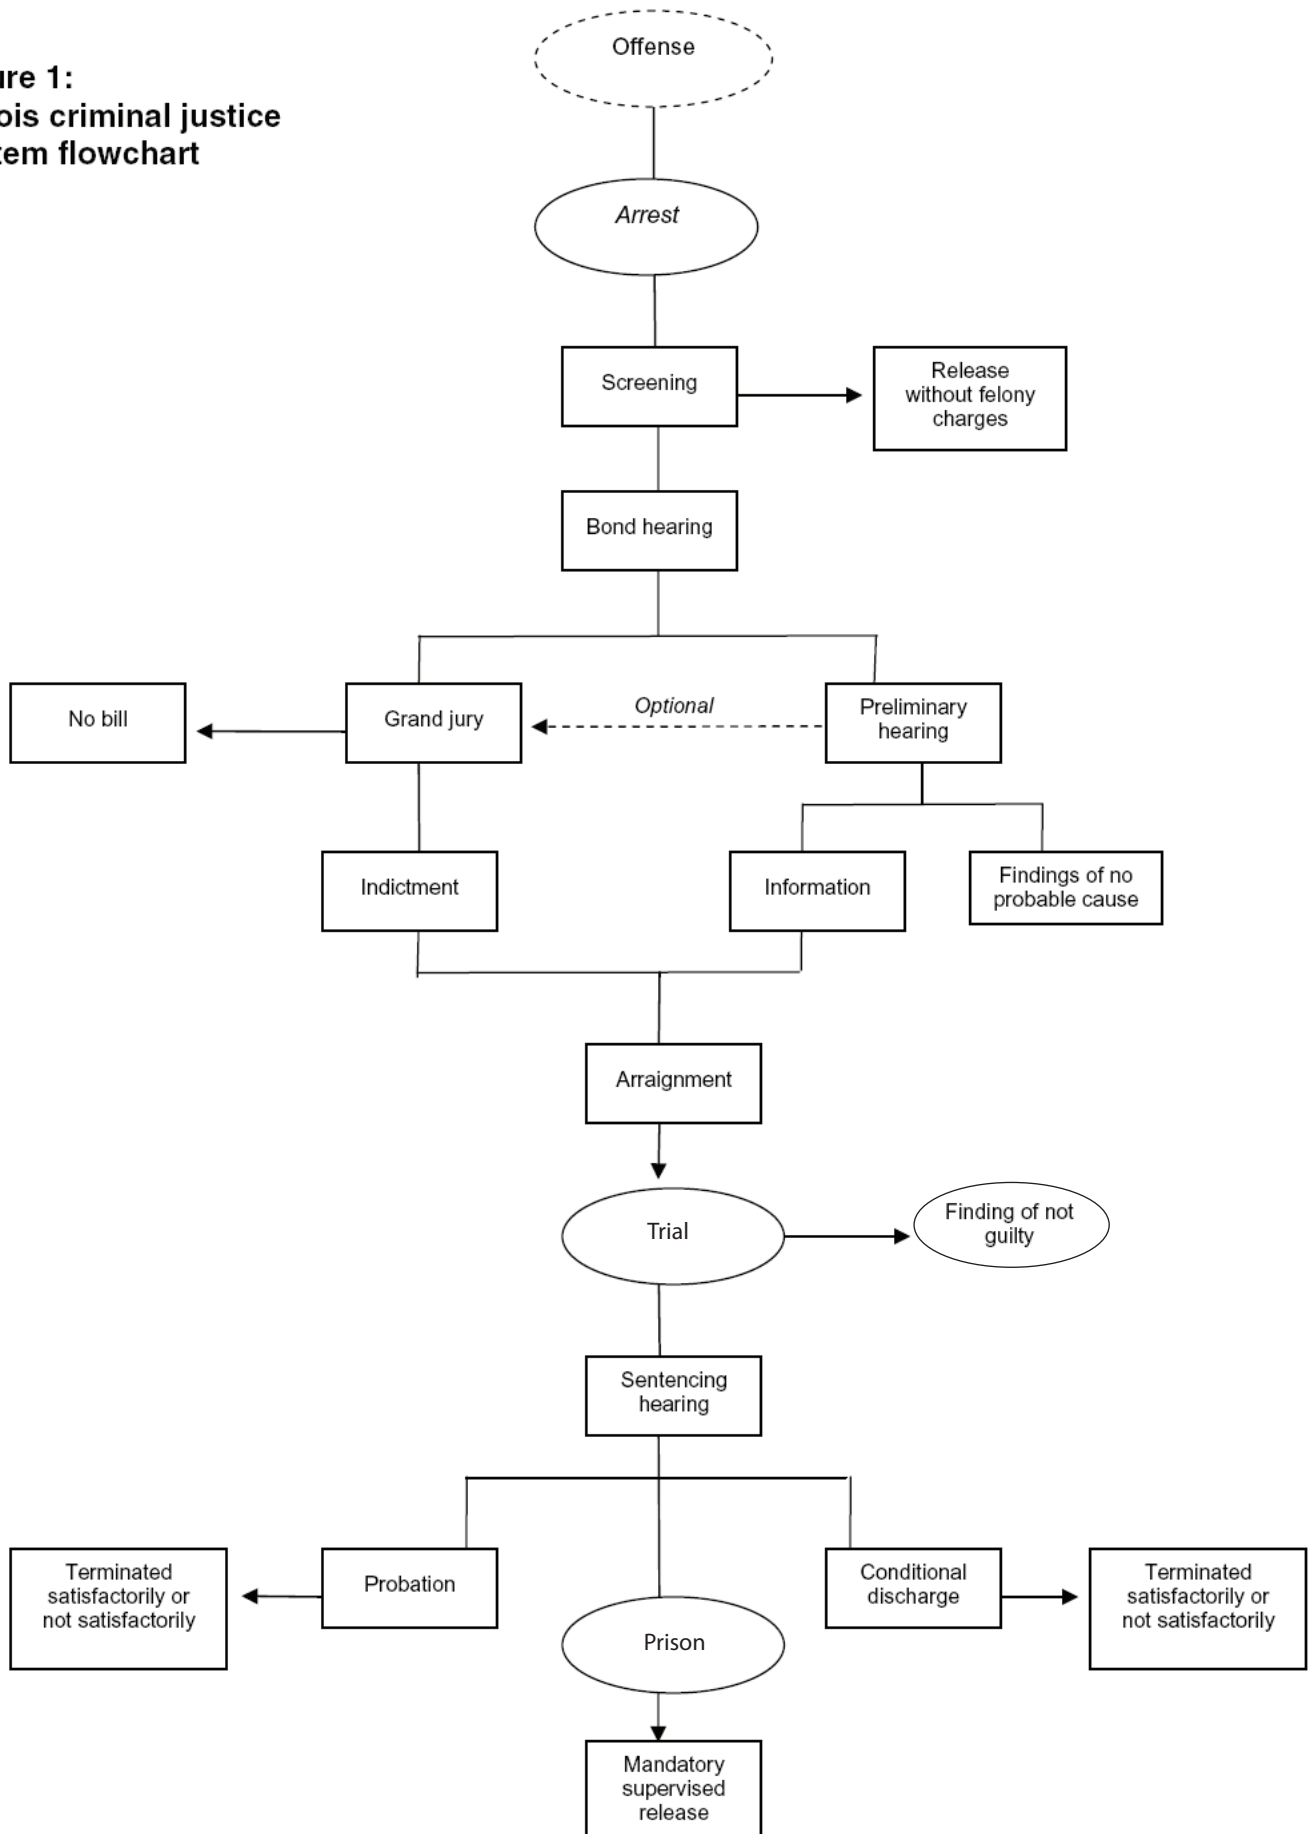 Offense
ure 1:
ois criminal justice
tem flowchart
Arrest
Screening
Release
without felony
charges
Bond hearing
No bill
Grand jury
Optional
Preliminary
hearing
Indictment
Information
Findings of no
probable cause
Arraignment
Trial
Finding of not
guilty
Sentencing
hearing
Terminated
satisfactorily or
not satisfactorily
Probation
Conditional
discharge
Terminated
satisfactorily or
not satisfactorily
Prison
Mandatory
supervised
release